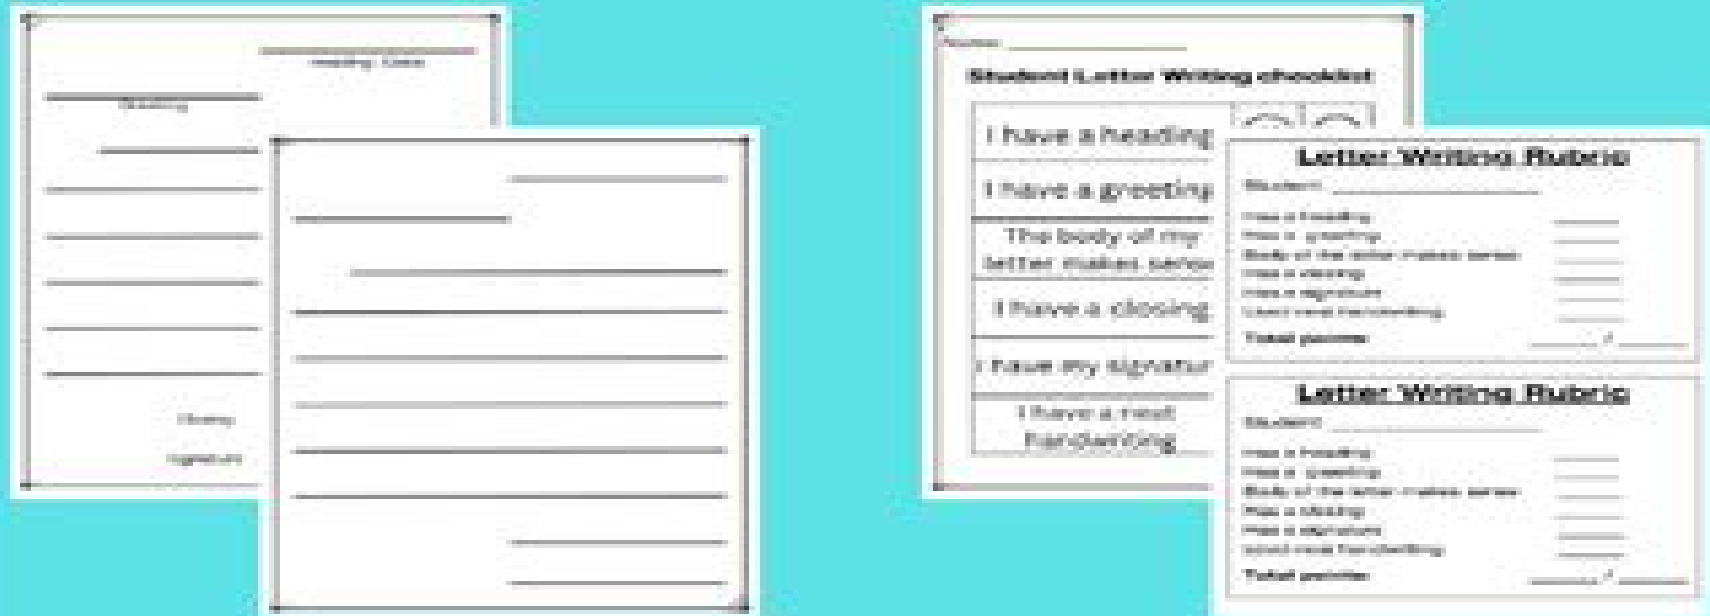 Heading Date
Greeting
Closing
Signature
Name:
Student Letter Writing checklist
I have a heading
I have a greeting
The body of my
letter makes sense
I have a closing
I have my signatur
I have a neat
handwriting
Letter Writing Rubric
Student:
Has a heading
Has a greeting
Body of the letter makes sense
Has a closing
Has a signature
Used neat handwriting
Total points: /
Letter Writing Rubric
Student:
Has a heading
Has a greeting
Body of the letter makes sense
Has a closing
Has a signature
Used neat handwriting
Total points: /